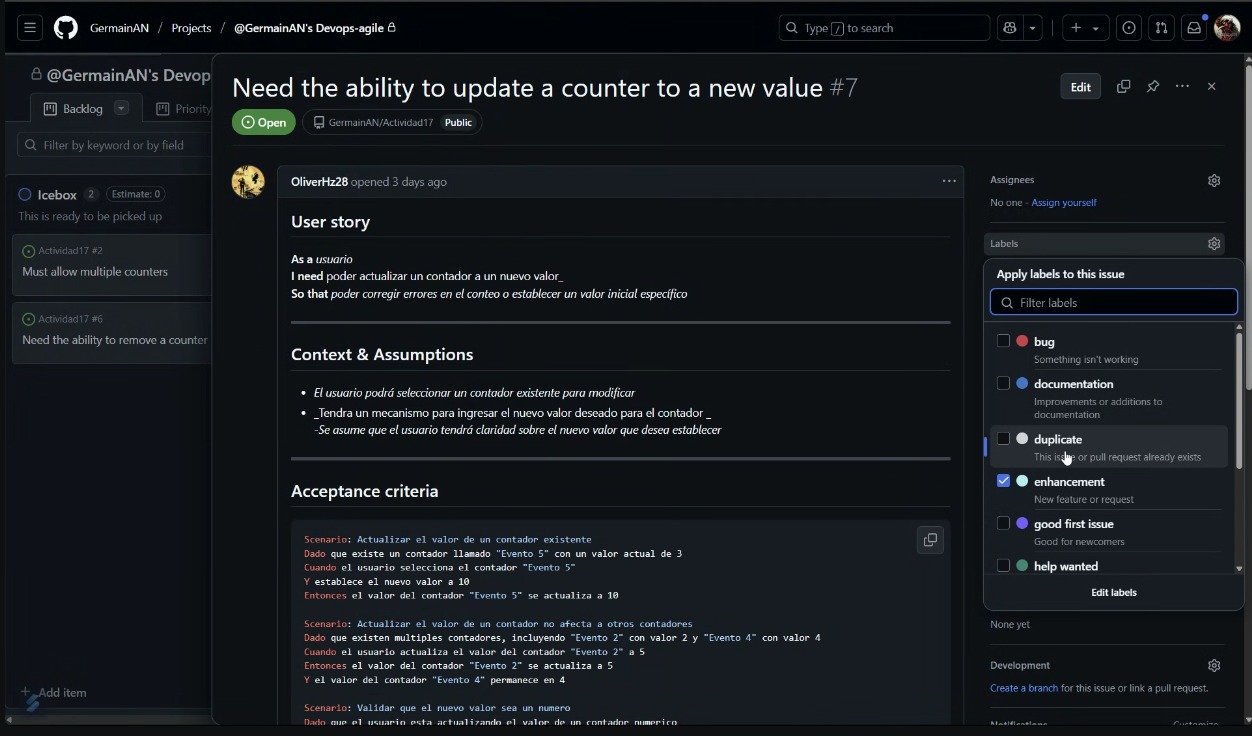 GermainAN / Projects / @GermainAN's Devops-agile
Type / to search
@GermainAN's Devop
Backlog
Priority
Filter by keyword or by field
Icebox 2 Estimate: 0
This is ready to be picked up
Actividad17 #2
Must allow multiple counters
Actividad17 #6
Need the ability to remove a counter
+ Add item
Need the ability to update a counter to a new value #7
Edit
Open
GermainAN/Actividad17 Public
OliverHz28 opened 3 days ago
User story
As a usuario
I need poder actualizar un contador a un nuevo valor_
So that poder corregir errores en el conteo o establecer un valor inicial específico
Context & Assumptions
• El usuario podrá seleccionar un contador existente para modificar
• _Tendra un mecanismo para ingresar el nuevo valor deseado para el contador _
-Se asume que el usuario tendrá claridad sobre el nuevo valor que desea establecer
Acceptance criteria
Scenario: Actualizar el valor de un contador existente
Dado que existe un contador llamado "Evento 5" con un valor actual de 3
Cuando el usuario selecciona el contador "Evento 5"
Y establece el nuevo valor a 10
Entonces el valor del contador "Evento 5" se actualiza a 10
Scenario: Actualizar el valor de un contador no afecta a otros contadores
Dado que existen multiples contadores, incluyendo "Evento 2" con valor 2 y "Evento 4" con valor 4
Cuando el usuario actualiza el valor del contador "Evento 2" a 5
Entonces el valor del contador "Evento 2" se actualiza a 5
Y el valor del contador "Evento 4" permanece en 4
Scenario: Validar que el nuevo valor sea un numero
Dado que el usuario esta actualizando el valor de un contador numerico
Assignees
No one - Assign yourself
Labels
Apply labels to this issue
Filter labels
bug
Something isn't working
documentation
Improvements or additions to
documentation
duplicate
This issue or pull request already exists
enhancement
New feature or request
good first issue
Good for newcomers
help wanted
Edit labels
None yet
Development
Create a branch for this issue or link a pull request.
Notifications
Customize